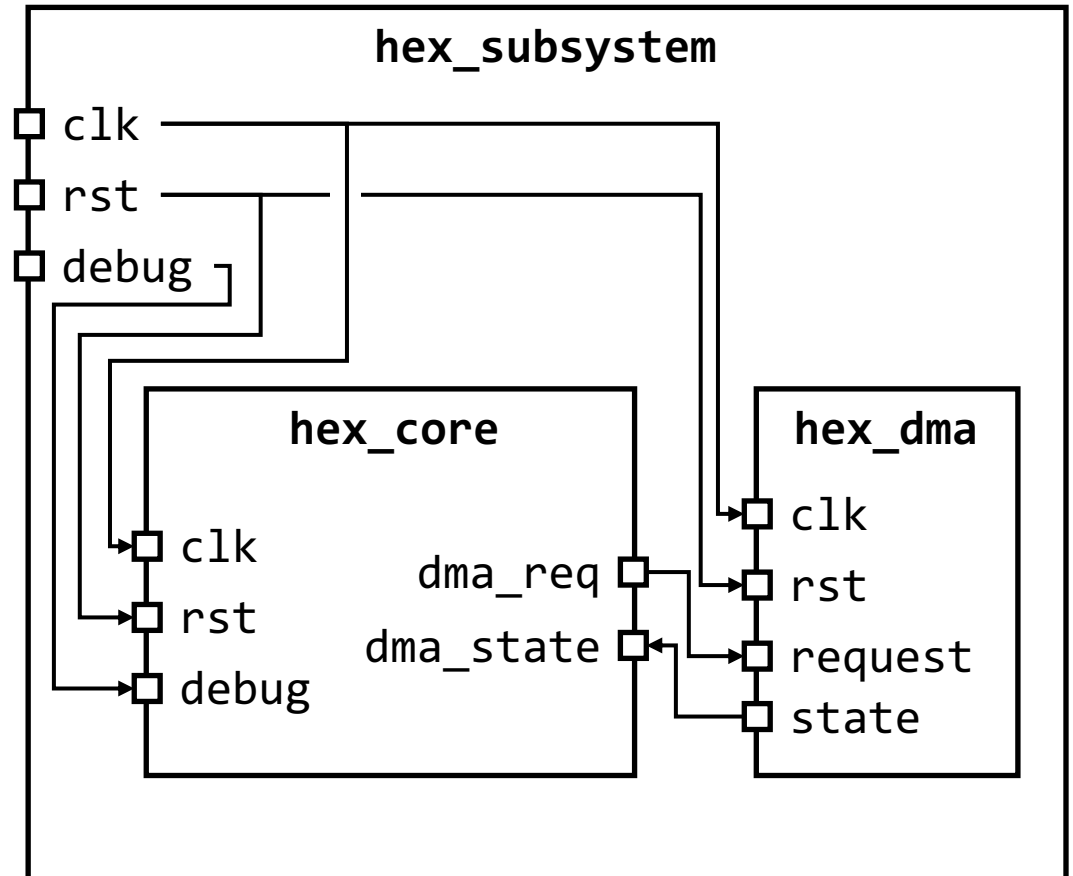 hex_subsystem
clk
rst
debug
hex_core
clk
rst
debug
dma_req
dma_state
hex_dma
clk
rst
request
state